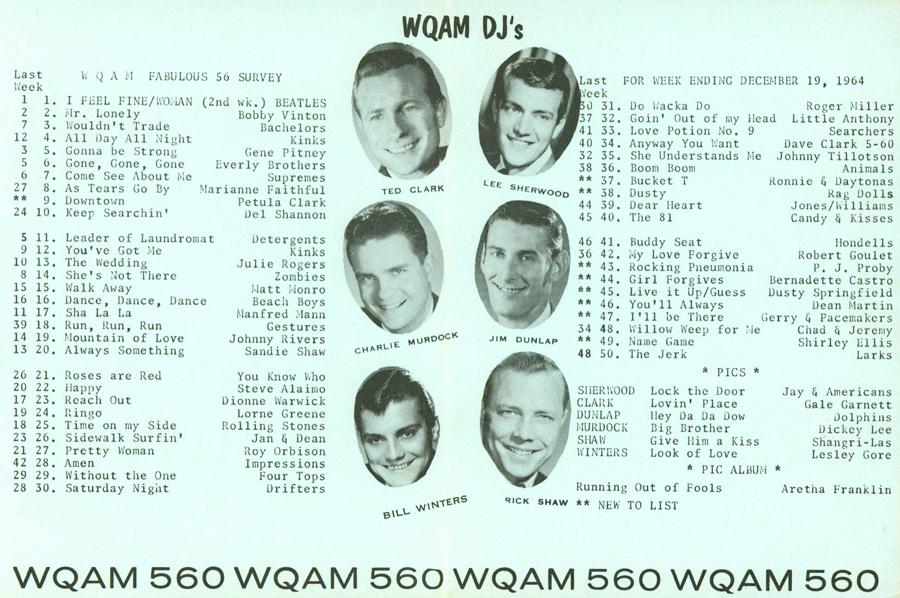 WQAM DJ's
Last W Q A M FABULOUS 56 SURVEY
Week
1 1. I FEEL FINE/WOMAN (2nd wk.) BEATLES
2 2. Mr. Lonely Bobby Vinton
7 3. Wouldn't Trade Bachelors
12 4. All Day All Night Kinks
3 5. Gonna be Strong Gene Pitney
5 6. Gone, Gone, Gone Everly Brothers
6 7. Come See About Me Supremes
27 8. As Tears Go By Marianne Faithful
** 9. Downtown Petula Clark
24 10. Keep Searchin' Del Shannon
5 11. Leader of Laundromat Detergents
9 12. You've Got Me Kinks
10 13. The Wedding Julie Rogers
8 14. She's Not There Zombies
15 15. Walk Away Matt Monro
16 16. Dance, Dance, Dance Beach Boys
11 17. Sha La La Manfred Mann
39 18. Run, Run, Run Gestures
14 19. Mountain of Love Johnny Rivers
13 20. Always Something Sandie Shaw
26 21. Roses are Red You Know Who
20 22. Happy Steve Alaimo
17 23. Reach Out Dionne Warwick
19 24. Ringo Lorne Greene
18 25. Time on my Side Rolling Stones
23 26. Sidewalk Surfin' Jan & Dean
21 27. Pretty Woman Roy Orbison
42 28. Amen Impressions
29 29. Without the One Four Tops
28 30. Saturday Night Drifters
TED CLARK
LEE SHERWOOD
CHARLIE MURDOCK
JIM DUNLAP
BILL WINTERS
RICK SHAW
Last FOR WEEK ENDING DECEMBER 19, 1964
Week
30 31. Do Wacka Do Roger Miller
37 32. Goin' Out of my Head Little Anthony
41 33. Love Potion No. 9 Searchers
40 34. Anyway You Want Dave Clark 5-60
32 35. She Understands Me Johnny Tillotson
38 36. Boom Boom Animals
** 37. Bucket T Ronnie & Daytonas
** 38. Dusty Rag Dolls
44 39. Dear Heart Jones/Williams
45 40. The 81 Candy & Kisses
46 41. Buddy Seat Hondells
36 42. My Love Forgive Robert Goulet
** 43. Rocking Pneumonia P. J. Proby
** 44. Girl Forgives Bernadette Castro
** 45. Live it Up/Guess Dusty Springfield
** 46. You'll Always Dean Martin
** 47. I'll be There Gerry & Pacemakers
34 48. Willow Weep for Me Chad & Jeremy
** 49. Name Game Shirley Ellis
48 50. The Jerk Larks
* PICS *
SHERWOOD Lock the Door Jay & Americans
CLARK Lovin' Place Gale Garnett
DUNLAP Hey Da Da Dow Dolphins
MURDOCK Big Brother Dickey Lee
SHAW Give Him a Kiss Shangri-Las
WINTERS Look of Love Lesley Gore
* PIC ALBUM *
Running Out of Fools Aretha Franklin
** NEW TO LIST
WQAM 560 WQAM 560 WQAM 560 WQAM 560